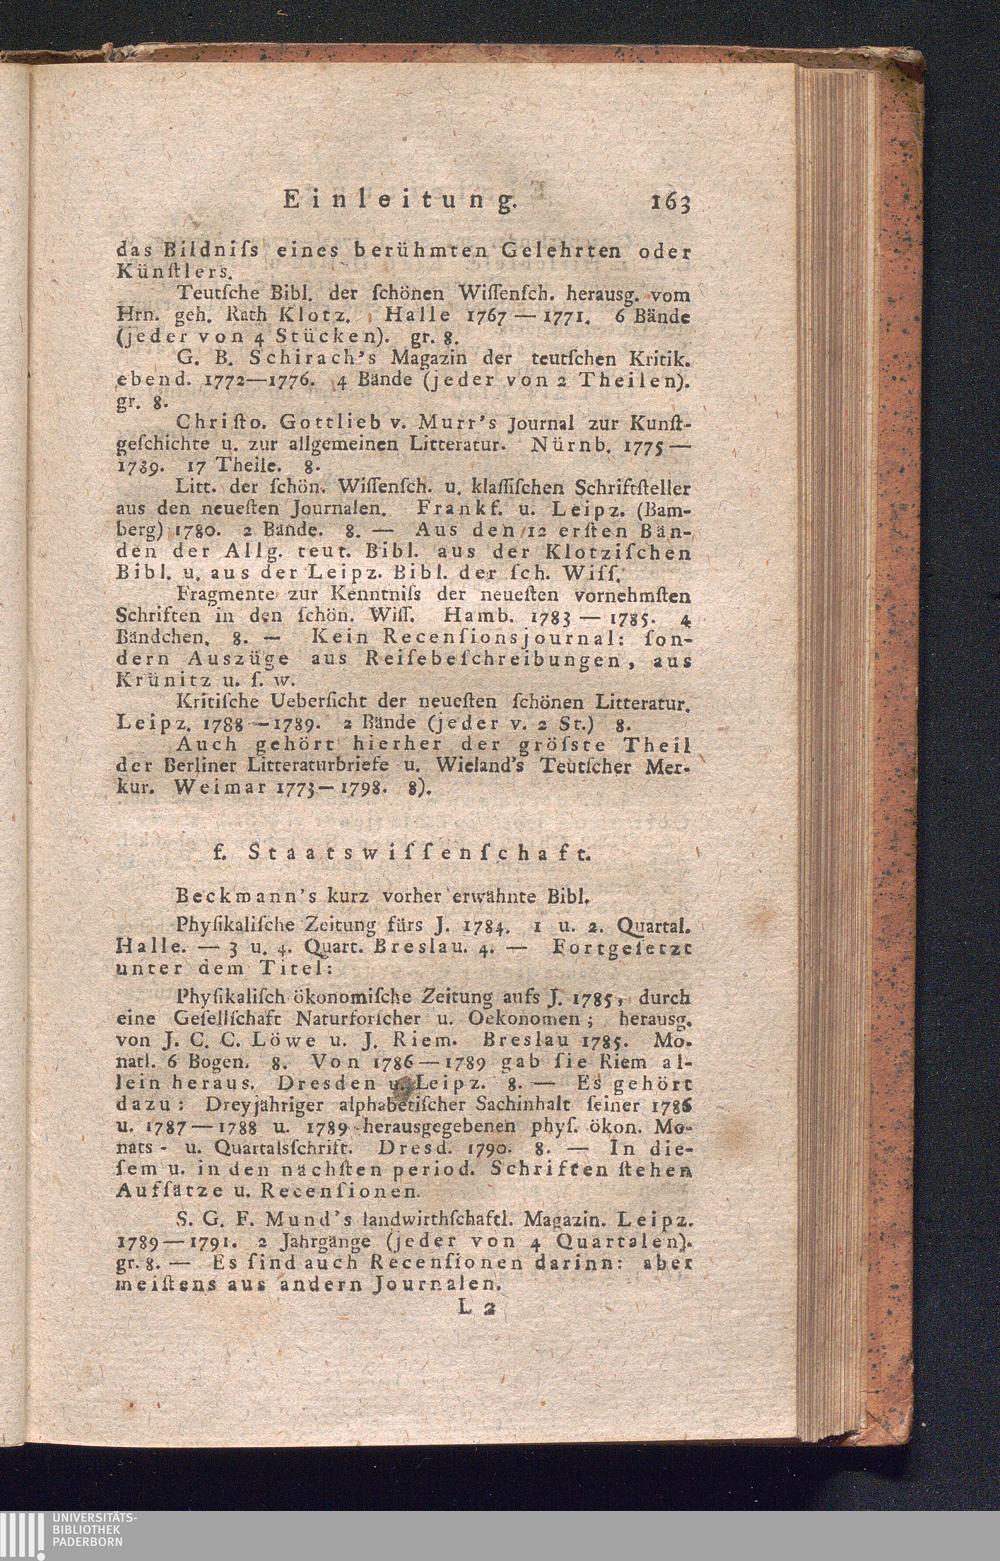 Einleitung. 163
das Bildniſs eines berühmten Gelehrten oder
Künſtlers.
Teutſche Bibl. der ſchönen Wiſſenſch. herausg. vom
Hrn. geh. Rath Klotz. Halle 1767 — 1771. 6 Bände
(jeder von 4 Stücken). gr. 8.
G. B. Schirach's Magazin der teutſchen Kritik.
ebend. 1772—1776. 4 Bände (jeder von 2 Theilen).
gr. 8.
Chriſto. Gottlieb v. Murr's Journal zur Kunſt-
geſchichte u. zur allgemeinen Litteratur. Nürnb. 1775 —
1789. 17 Theile. 8.
Litt. der ſchön. Wiſſenſch. u. klaſſiſchen Schriftſteller
aus den neueſten Journalen. Frankf. u. Leipz. (Bam-
berg) 1780. 2 Bände. 8. — Aus den 12 erſten Bän-
den der Allg. teut. Bibl. aus der Klotziſchen
Bibl. u. aus der Leipz. Bibl. der ſch. Wiſſ.
Fragmente zur Kenntniſs der neueſten vornehmſten
Schriften in den ſchön. Wiſſ. Hamb. 1783 — 1785. 4
Bändchen. 8. — Kein Recenſionsjournal: ſon-
dern Auszüge aus Reiſebeſchreibungen, aus
Krünitz u. ſ. w.
Kritiſche Ueberſicht der neueſten ſchönen Litteratur.
Leipz. 1788 — 1789. 2 Bände (jeder v. 2 St.) 8.
Auch gehört hierher der gröſste Theil
der Berliner Litteraturbriefe u. Wieland's Teutſcher Mer-
kur. Weimar 1773 — 1798. 8).
f. Staatswiſſenſchaft.
Beckmann's kurz vorher erwähnte Bibl.
Phyſikaliſche Zeitung fürs J. 1784. 1 u. 2. Quartal.
Halle. — 3 u. 4. Quart. Breslau. 4. — Fortgeſetzt
unter dem Titel:
Phyſikaliſch ökonomiſche Zeitung aufs J. 1785, durch
eine Geſellſchaft Naturforſcher u. Oekonomen; herausg.
von J. C. C. Löwe u. J. Riem. Breslau 1785. Mo-
natl. 6 Bogen. 8. Von 1786 — 1789 gab ſie Riem al-
lein heraus. Dresden u. Leipz. 8. — Es gehört
dazu: Dreyjähriger alphabetiſcher Sachinhalt ſeiner 1786
u. 1787 — 1788 u. 1789 herausgegebenen phyſ. ökon. Mo-
nats - u. Quartalsſchrift. Dresd. 1790. 8. — In die-
ſem u. in den nächſten period. Schriften ſtehen
Aufſätze u. Recenſionen.
S. G. F. Mund's landwirthſchaftl. Magazin. Leipz.
1789 — 1791. 2 Jahrgänge (jeder von 4 Quartalen).
gr. 8. — Es ſind auch Recenſionen darinn: aber
meiſtens aus andern Journalen.
L 2
UNIVERSITÄTS-
BIBLIOTHEK
PADERBORN